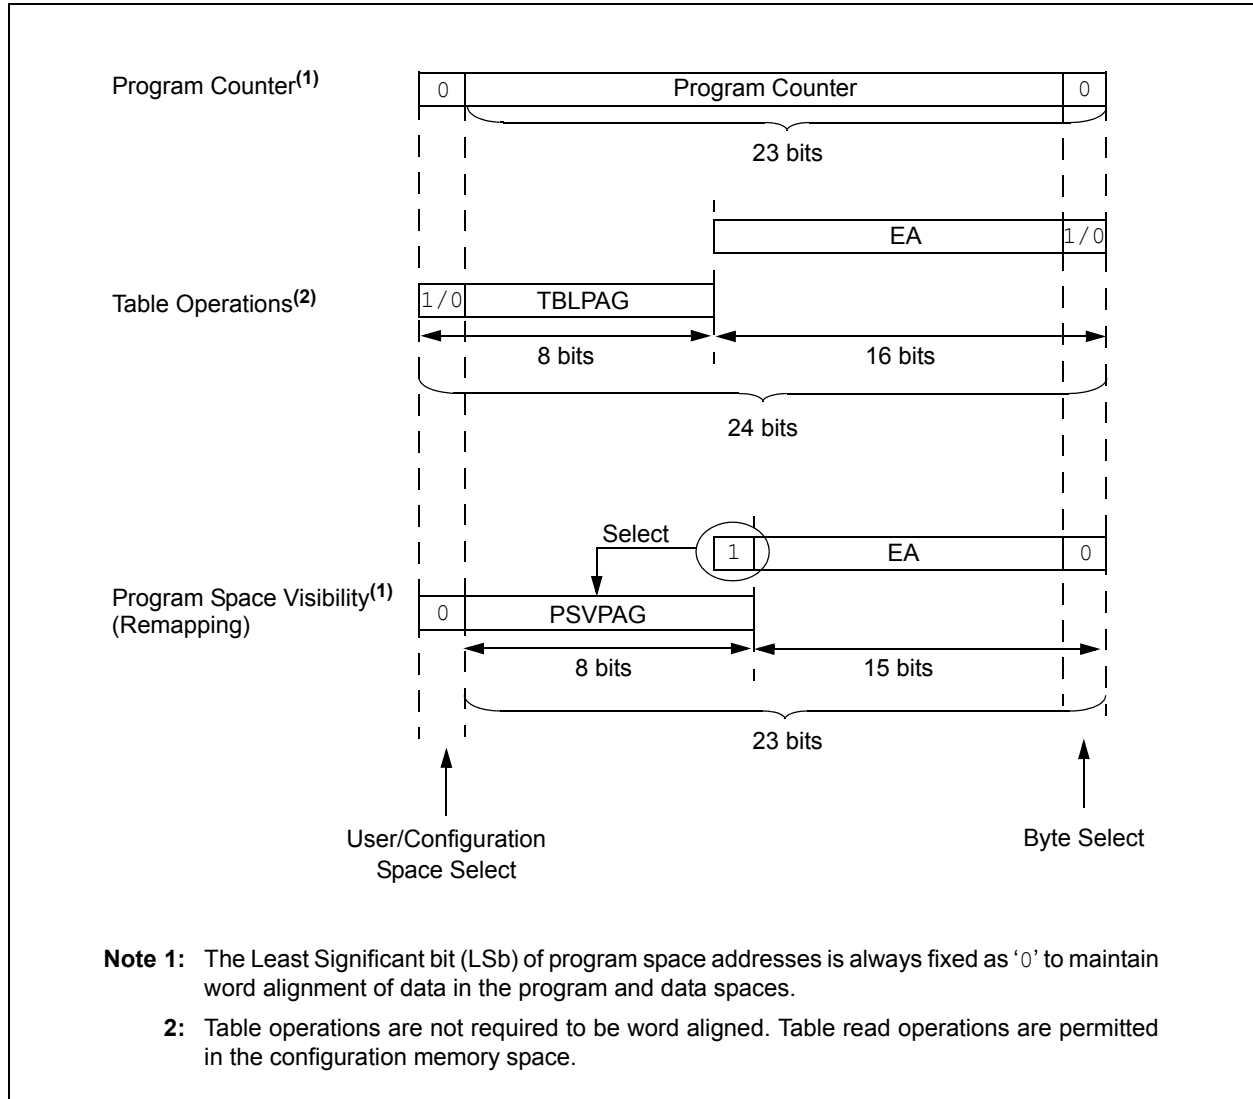 Program Counter(1)
0 Program Counter 0
23 bits
EA 1/0
Table Operations(2)
1/0 TBLPAG
8 bits 16 bits
24 bits
Select
1 EA 0
Program Space Visibility(1)
(Remapping)
0 PSVPAG
8 bits 15 bits
23 bits
User/Configuration
Space Select
Byte Select
Note 1: The Least Significant bit (LSb) of program space addresses is always fixed as ‘0’ to maintain
word alignment of data in the program and data spaces.
2: Table operations are not required to be word aligned. Table read operations are permitted
in the configuration memory space.